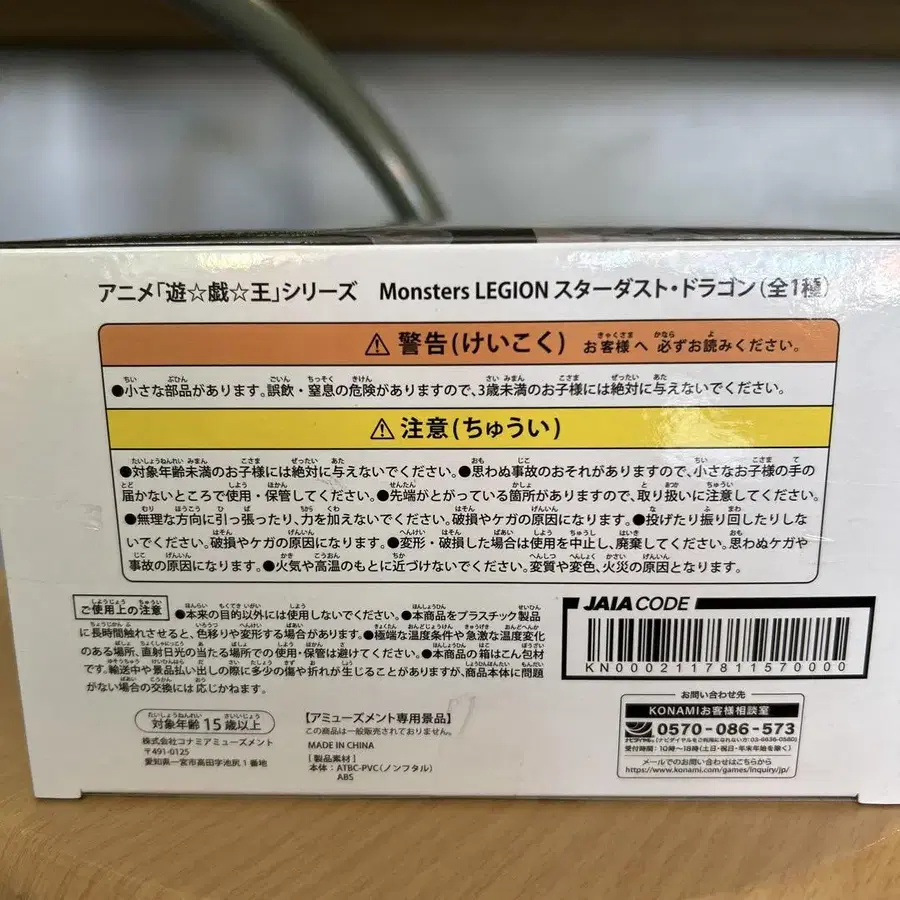 アニメ「遊☆戯☆王」シリーズ　Monsters LEGION スターダスト・ドラゴン(全1種)
⚠ 警告(けいこく) お客様へ 必ずお読みください。
●小さな部品があります。誤飲・窒息の危険がありますので、3歳未満のお子様には絶対に与えないでください。
⚠ 注意(ちゅうい)
●対象年齢未満のお子様には絶対に与えないでください。●思わぬ事故のおそれがありますので、小さなお子様の手の
届かないところで使用・保管してください。●先端がとがっている箇所がありますので、取り扱いに注意してください。
●無理な方向に引っ張ったり、力を加えないでください。破損やケガの原因になります。●投げたり振り回したりしな
いでください。破損やケガの原因になります。●変形・破損した場合は使用を中止し、廃棄してください。思わぬケガや
事故の原因になります。●火気や高温のもとに近づけないでください。変質や変色、火災の原因となります。
ご使用上の注意 ●本来の目的以外には使用しないでください。●本商品をプラスチック製品
に長時間触れさせると、色移りや変形する場合があります。●極端な温度条件や急激な温度変化
のある場所、直射日光の当たる場所での使用・保管は避けてください。●本商品の箱はこん包材
です。輸送中や景品払い出しの際に多少の傷や折れが生じることがありますが、商品本体に問題
がない場合の交換には応じかねます。
JAIA CODE
KN0002117811570000
対象年齢 15歳以上
株式会社コナミアミューズメント
〒491-0125
愛知県一宮市高田字池尻1番地
【アミューズメント専用景品】
この商品は一般販売されておりません。
MADE IN CHINA
[製品素材]
本体:ATBC-PVC(ノンフタル)
ABS
お問い合わせ先
KONAMIお客様相談室
0570-086-573
ナビダイヤル(ナビダイヤルをご利用になれない方:03-6636-0580)
受付時間:10時〜18時(土日・祝日・年末年始を除く)
メールでのお問い合わせはこちらから
https://www.konami.com/games/inquiry/jp/